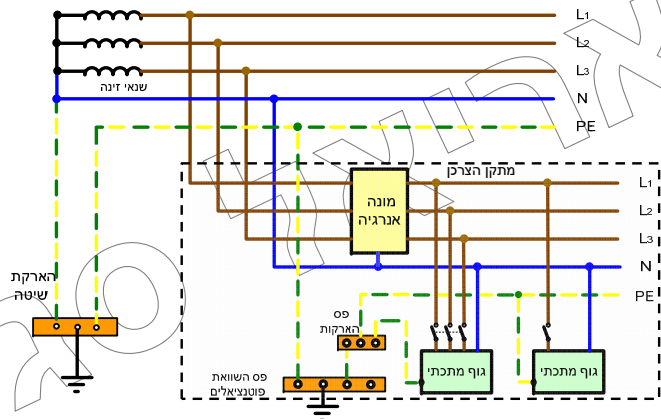 L1
L2
L3
שנאי זינה
N
PE
מתקן הצרכן
L1
מונה
אנרגיה
L2
L3
N
הארקת
שיטה
PE
פס
הארקות
גוף מתכתי
גוף מתכתי
פס השוואת
פוטנציאלים